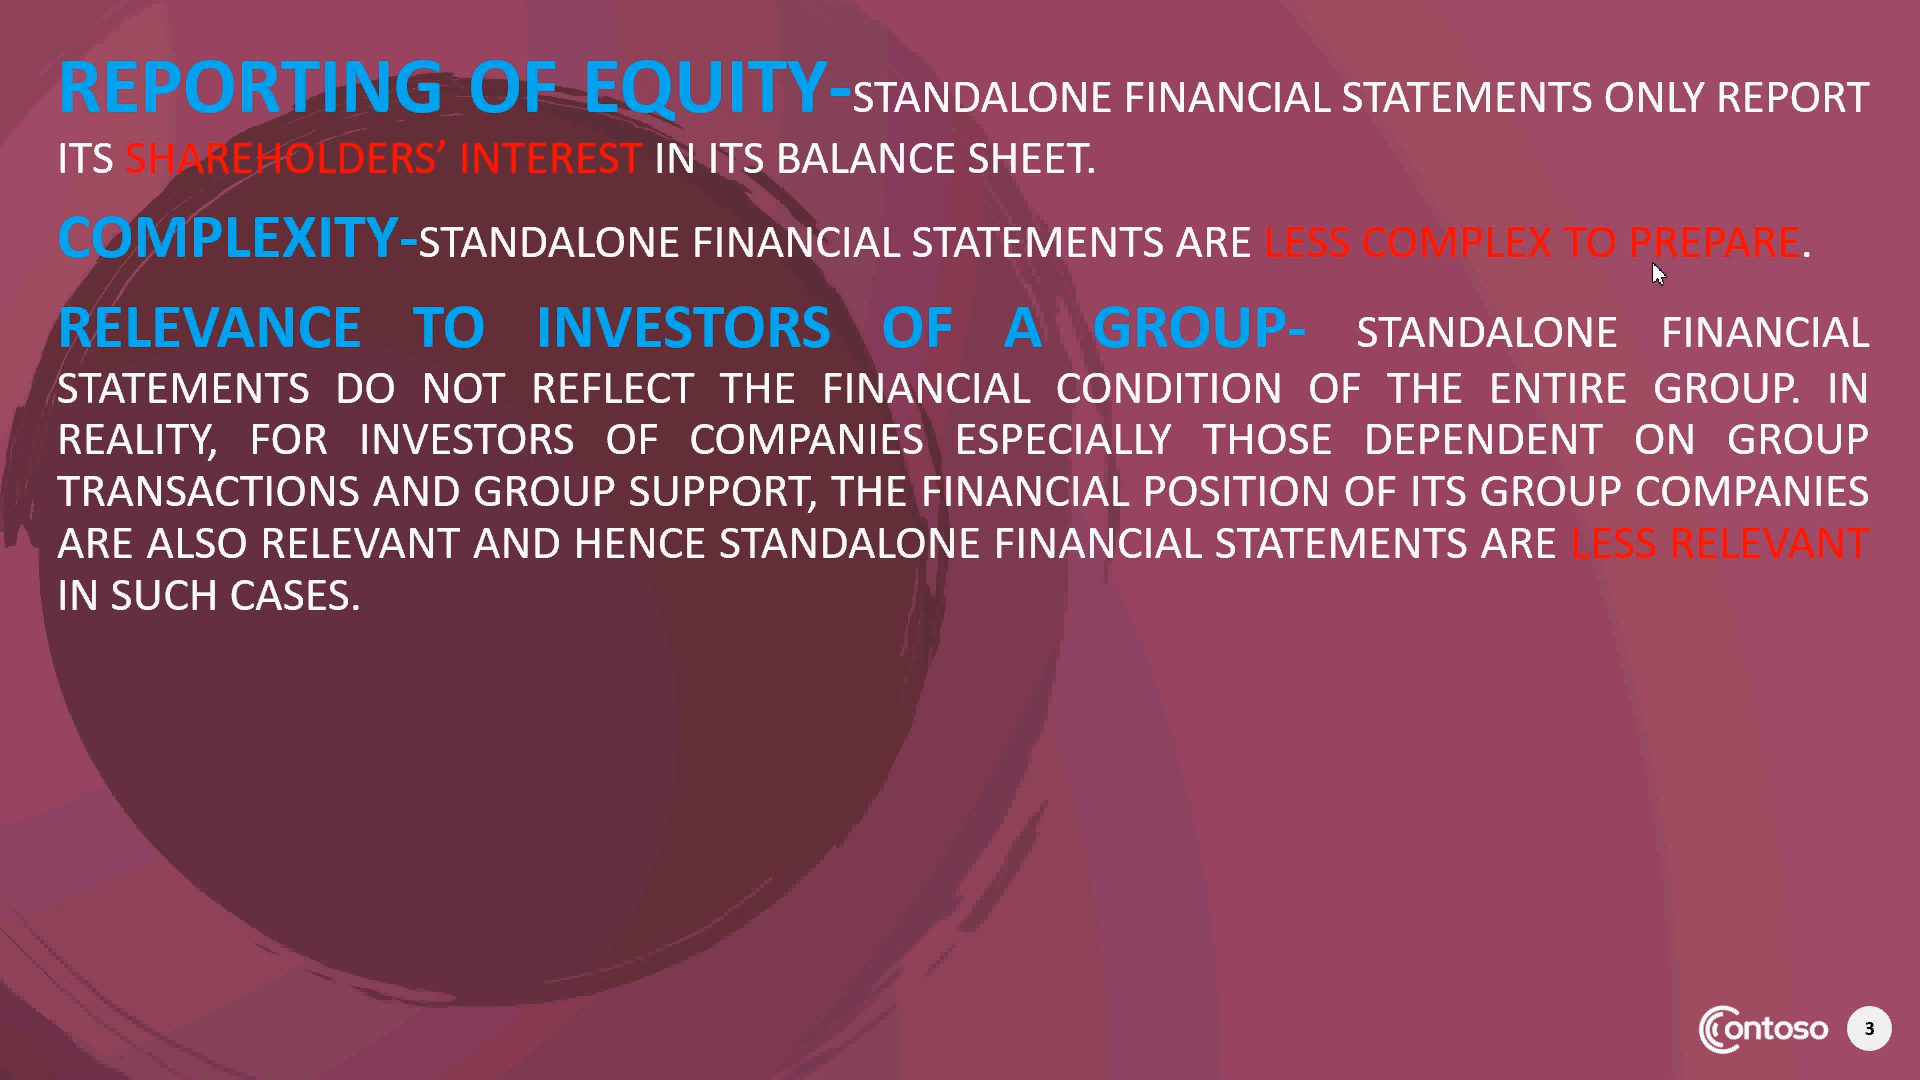 REPORTING OF EQUITY-STANDALONE FINANCIAL STATEMENTS ONLY REPORT
ITS SHAREHOLDERS’ INTEREST IN ITS BALANCE SHEET.
COMPLEXITY-STANDALONE FINANCIAL STATEMENTS ARE LESS COMPLEX TO PREPARE.
RELEVANCE TO INVESTORS OF A GROUP- STANDALONE FINANCIAL
STATEMENTS DO NOT REFLECT THE FINANCIAL CONDITION OF THE ENTIRE GROUP. IN
REALITY, FOR INVESTORS OF COMPANIES ESPECIALLY THOSE DEPENDENT ON GROUP
TRANSACTIONS AND GROUP SUPPORT, THE FINANCIAL POSITION OF ITS GROUP COMPANIES
ARE ALSO RELEVANT AND HENCE STANDALONE FINANCIAL STATEMENTS ARE LESS RELEVANT
IN SUCH CASES.
Contoso 3